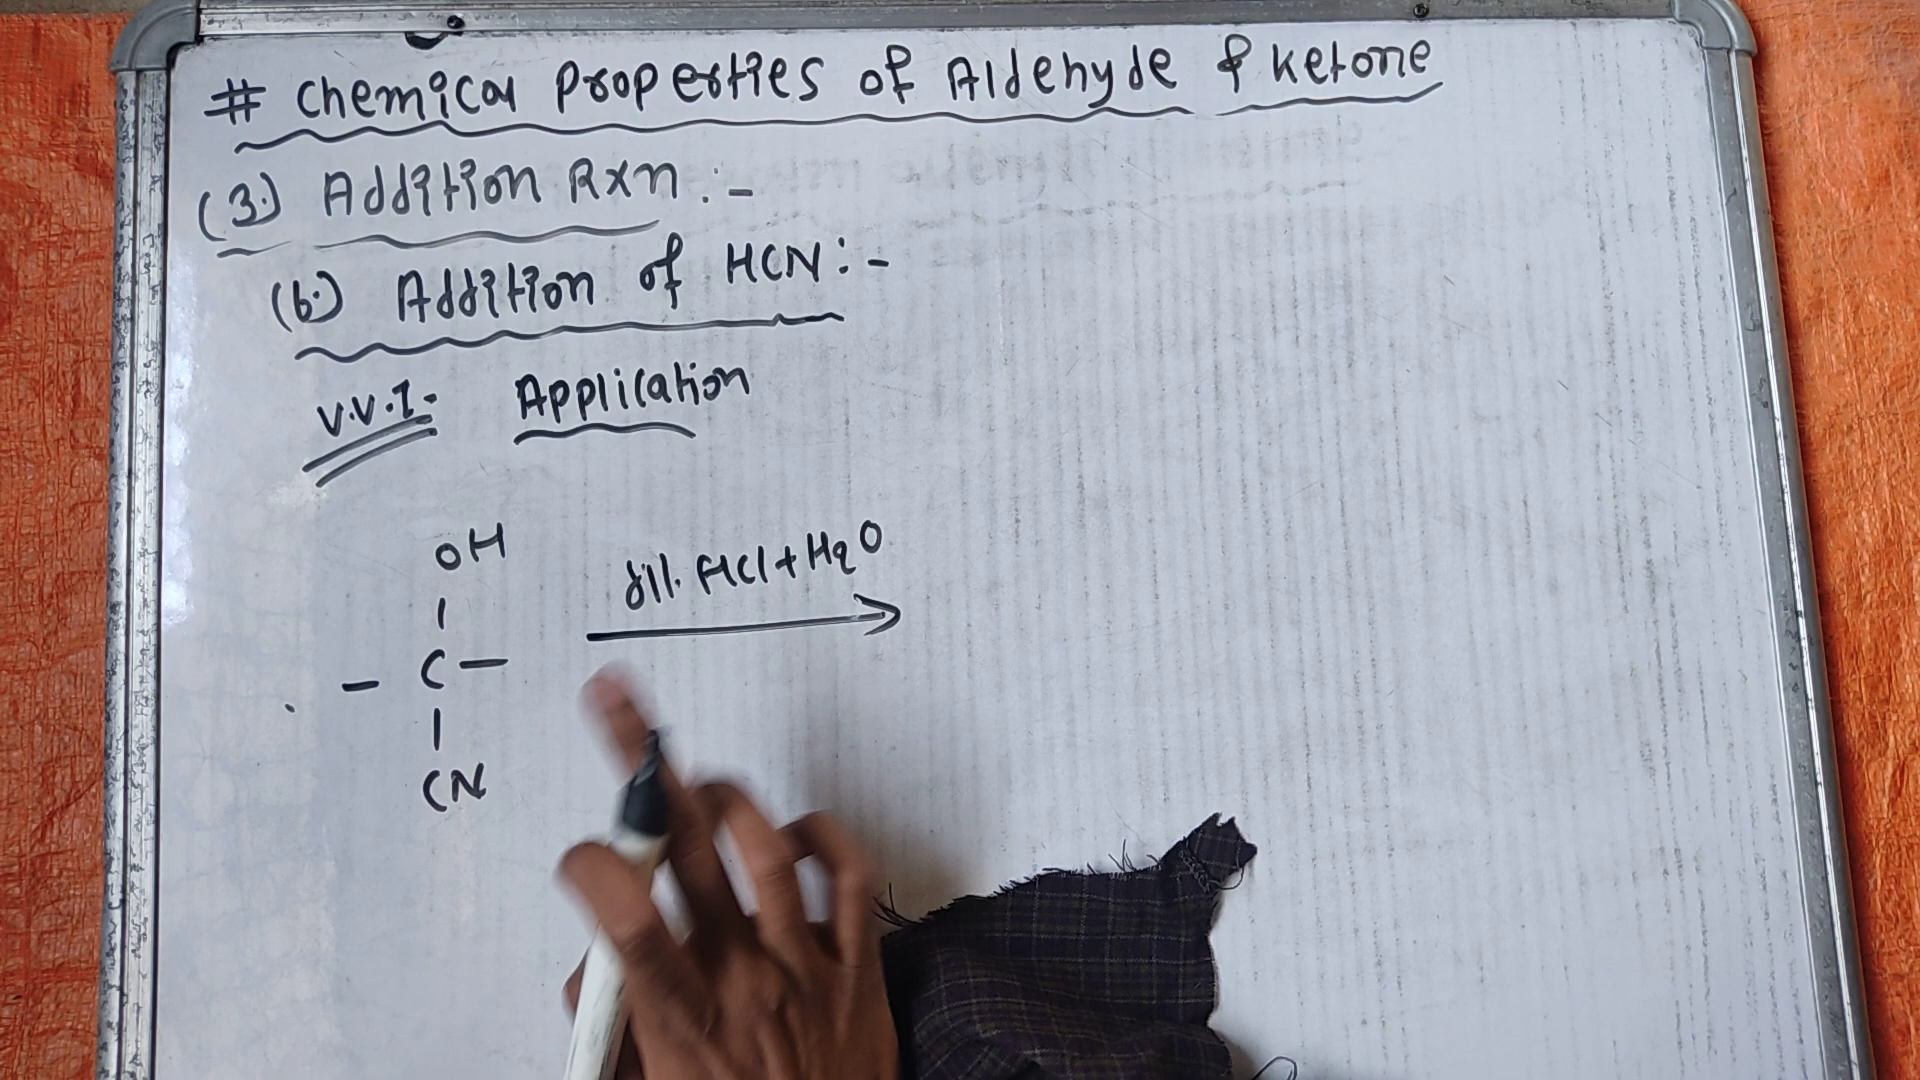 # Chemical Properties of Aldehyde & Ketone
(3.) Addition Rxn :-
(b.) Addition of HCN :-
V.V.I. Application
OH
dil. HCl + H2O
- C -
CN